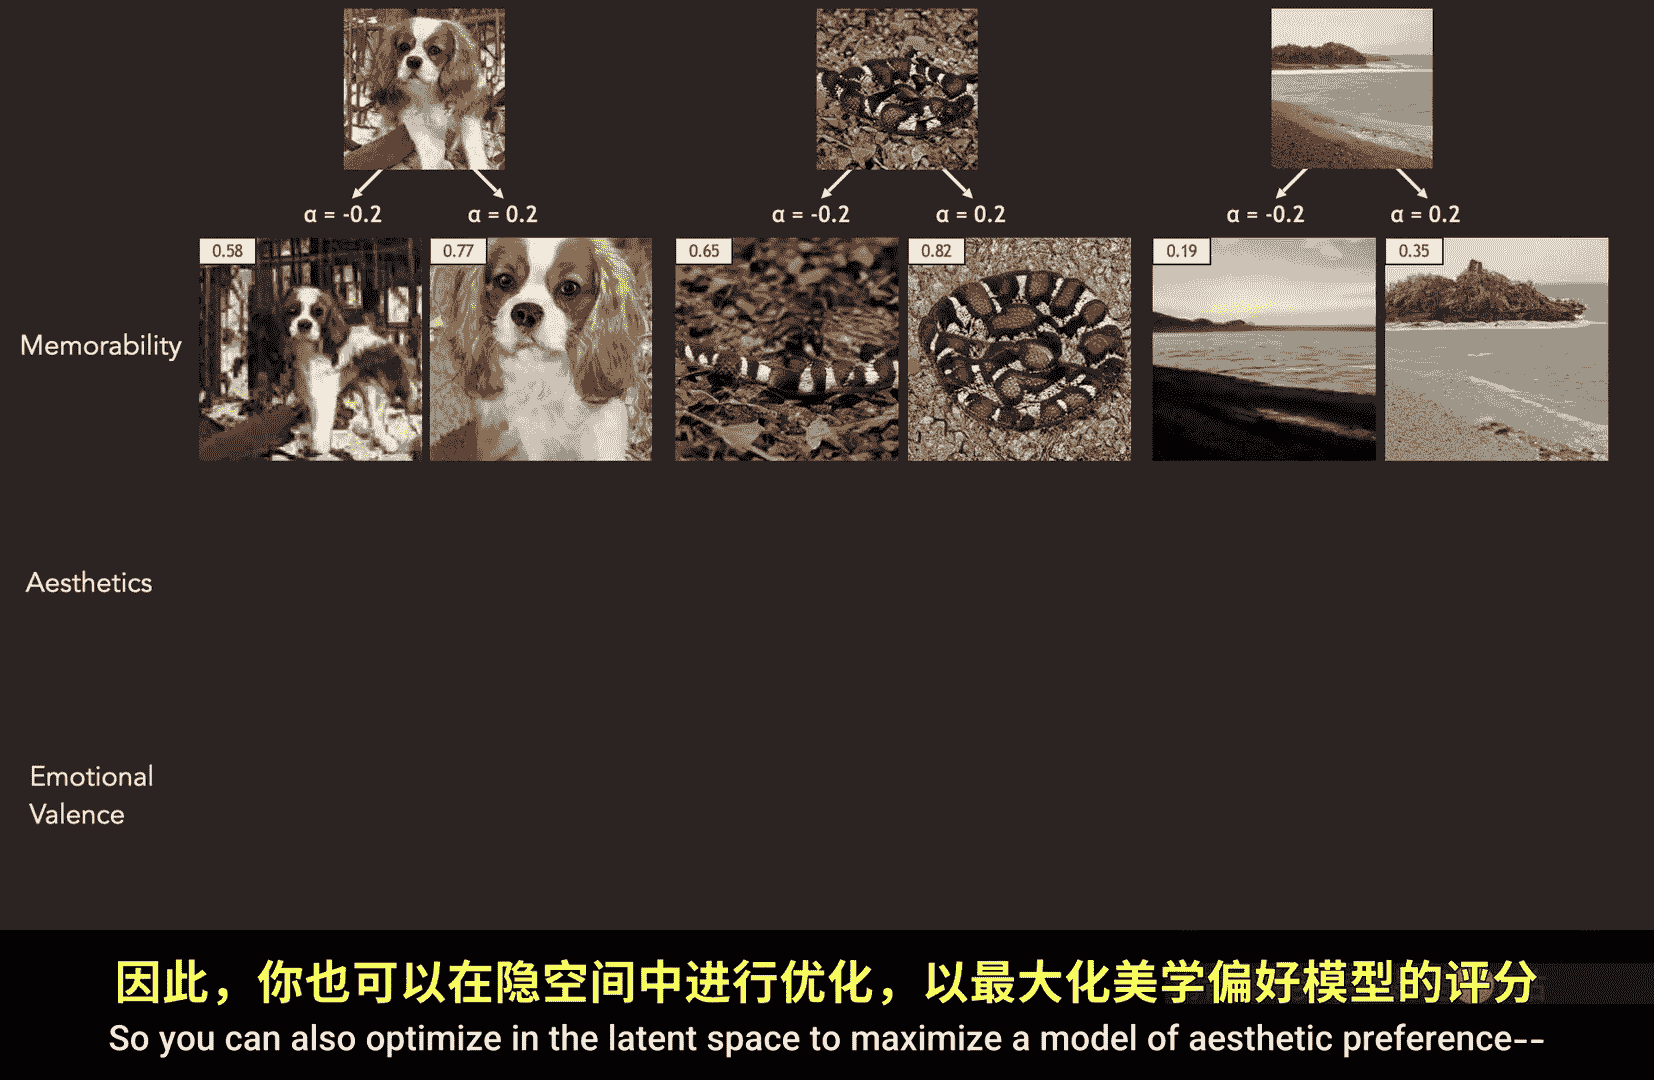 α = -0.2
α = 0.2
α = -0.2
α = 0.2
α = -0.2
α = 0.2
0.58
0.77
0.65
0.82
0.19
0.35
Memorability
Aesthetics
Emotional
Valence
因此，你也可以在隐空间中进行优化，以最大化美学偏好模型的评分
So you can also optimize in the latent space to maximize a model of aesthetic preference--